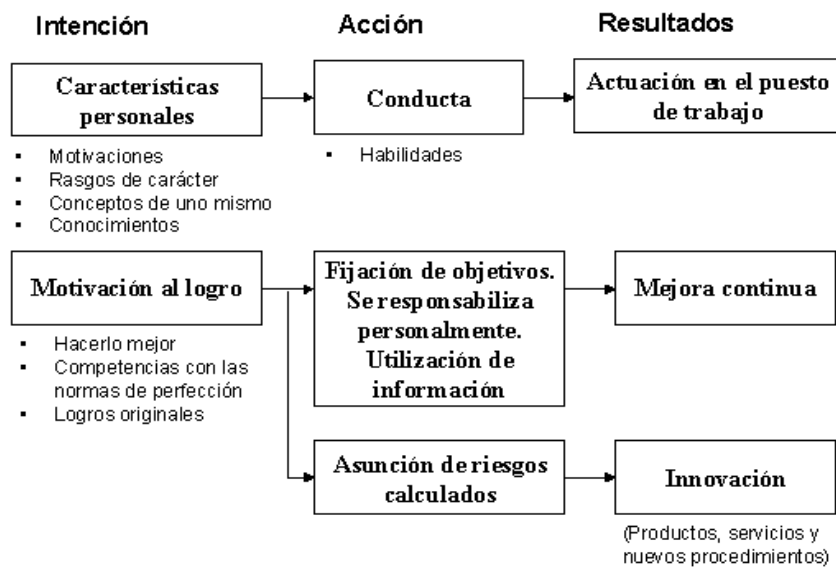 Intención
Acción
Resultados
Características
personales
Conducta
Actuación en el puesto
de trabajo
▪ Motivaciones
▪ Rasgos de carácter
▪ Conceptos de uno mismo
▪ Conocimientos
▪ Habilidades
Motivación al logro
Fijación de objetivos.
Se responsabiliza
personalmente.
Utilización de
información
Mejora continua
▪ Hacerlo mejor
▪ Competencias con las
normas de perfección
▪ Logros originales
Asunción de riesgos
calculados
Innovación
(Productos, servicios y
nuevos procedimientos)